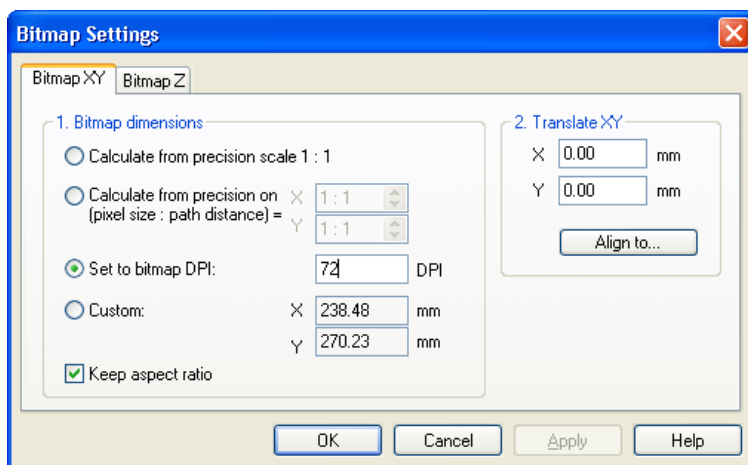 Bitmap Settings
Bitmap XY Bitmap Z
1. Bitmap dimensions
Calculate from precision scale 1 : 1
Calculate from precision on
(pixel size : path distance) =
X 1 : 1
Y 1 : 1
Set to bitmap DPI: 72 DPI
Custom: X 238.48 mm
Y 270.23 mm
Keep aspect ratio
2. Translate XY
X 0.00 mm
Y 0.00 mm
Align to...
OK Cancel Apply Help